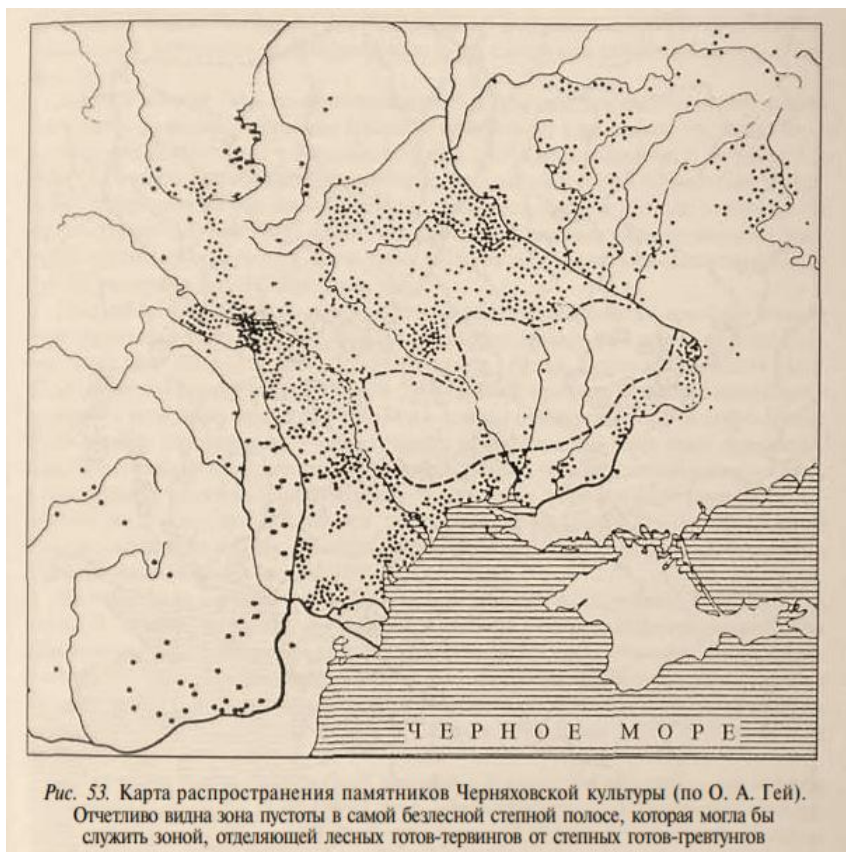 ЧЕРНОЕ МОРЕ
Рис. 53. Карта распространения памятников Черняховской культуры (по О. А. Гей).
Отчетливо видна зона пустоты в самой безлесной степной полосе, которая могла бы
служить зоной, отделяющей лесных готов-тервингов от степных готов-гревтунгов